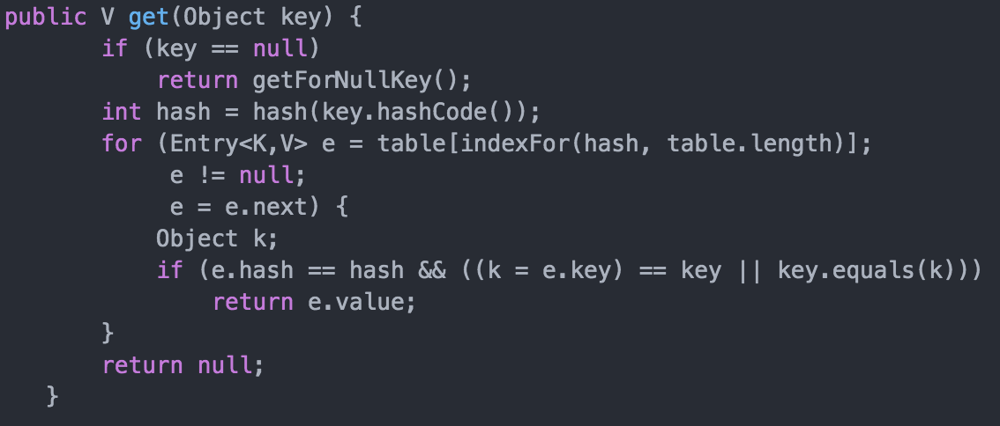 public V get(Object key) {
        if (key == null)
            return getForNullKey();
        int hash = hash(key.hashCode());
        for (Entry<K,V> e = table[indexFor(hash, table.length)];
             e != null;
             e = e.next) {
            Object k;
            if (e.hash == hash && ((k = e.key) == key || key.equals(k)))
                return e.value;
        }
        return null;
    }